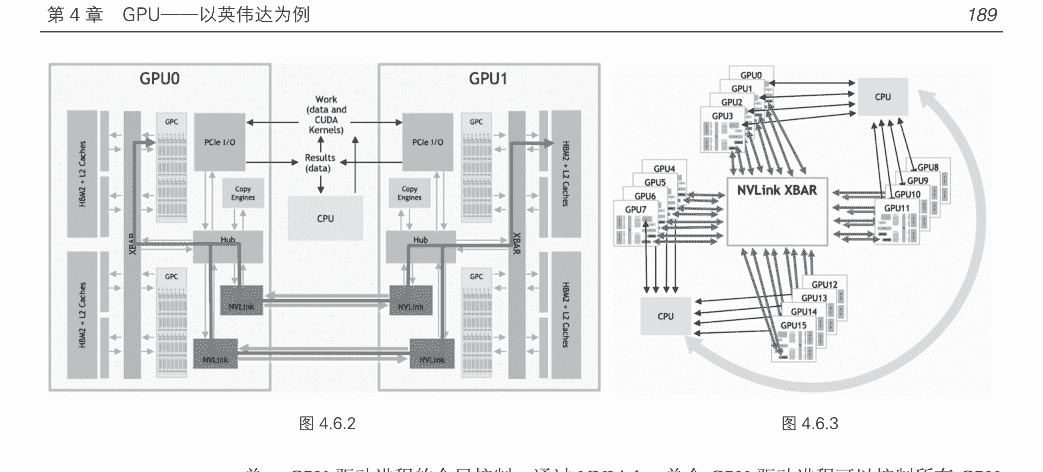 第 4 章 GPU——以英伟达为例
189
GPU0
HBM2 + L2 Caches
HBM2 + L2 Caches
XBAR
GPC
GPC
PCIe I/O
Copy
Engines
Hub
NVLink
NVLink
Work
(data and
CUDA
Kernels)
Results
(data)
CPU
GPU1
PCIe I/O
Copy
Engines
Hub
NVLink
NVLink
GPC
GPC
XBAR
HBM2 + L2 Caches
HBM2 + L2 Caches
GPU0
GPU1
GPU2
GPU3
CPU
GPU4
GPU5
GPU6
GPU7
NVLink XBAR
GPU8
GPU9
GPU10
GPU11
CPU
GPU12
GPU13
GPU14
GPU15
图 4.6.2
图 4.6.3